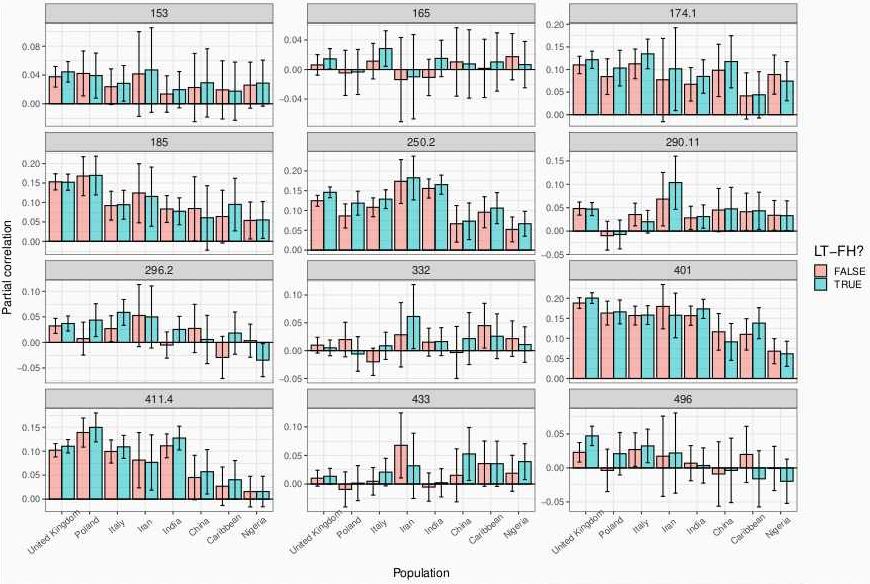 153
165
174.1
0.08
0.04
0.00
0.04
0.00
−0.04
0.20
0.15
0.10
0.05
0.00
185
250.2
290.11
0.20
0.15
0.10
0.05
0.00
0.20
0.15
0.10
0.05
0.00
0.15
0.10
0.05
0.00
−0.05
296.2
332
401
0.10
0.05
0.00
−0.05
0.10
0.05
0.00
−0.05
0.20
0.15
0.10
0.05
0.00
411.4
433
496
0.15
0.10
0.05
0.00
0.10
0.05
0.00
0.05
0.00
−0.05
United Kingdom
Poland
Italy
Iran
India
China
Caribbean
Nigeria
United Kingdom
Poland
Italy
Iran
India
China
Caribbean
Nigeria
United Kingdom
Poland
Italy
Iran
India
China
Caribbean
Nigeria
Partial correlation
Population
LT−FH?
FALSE
TRUE